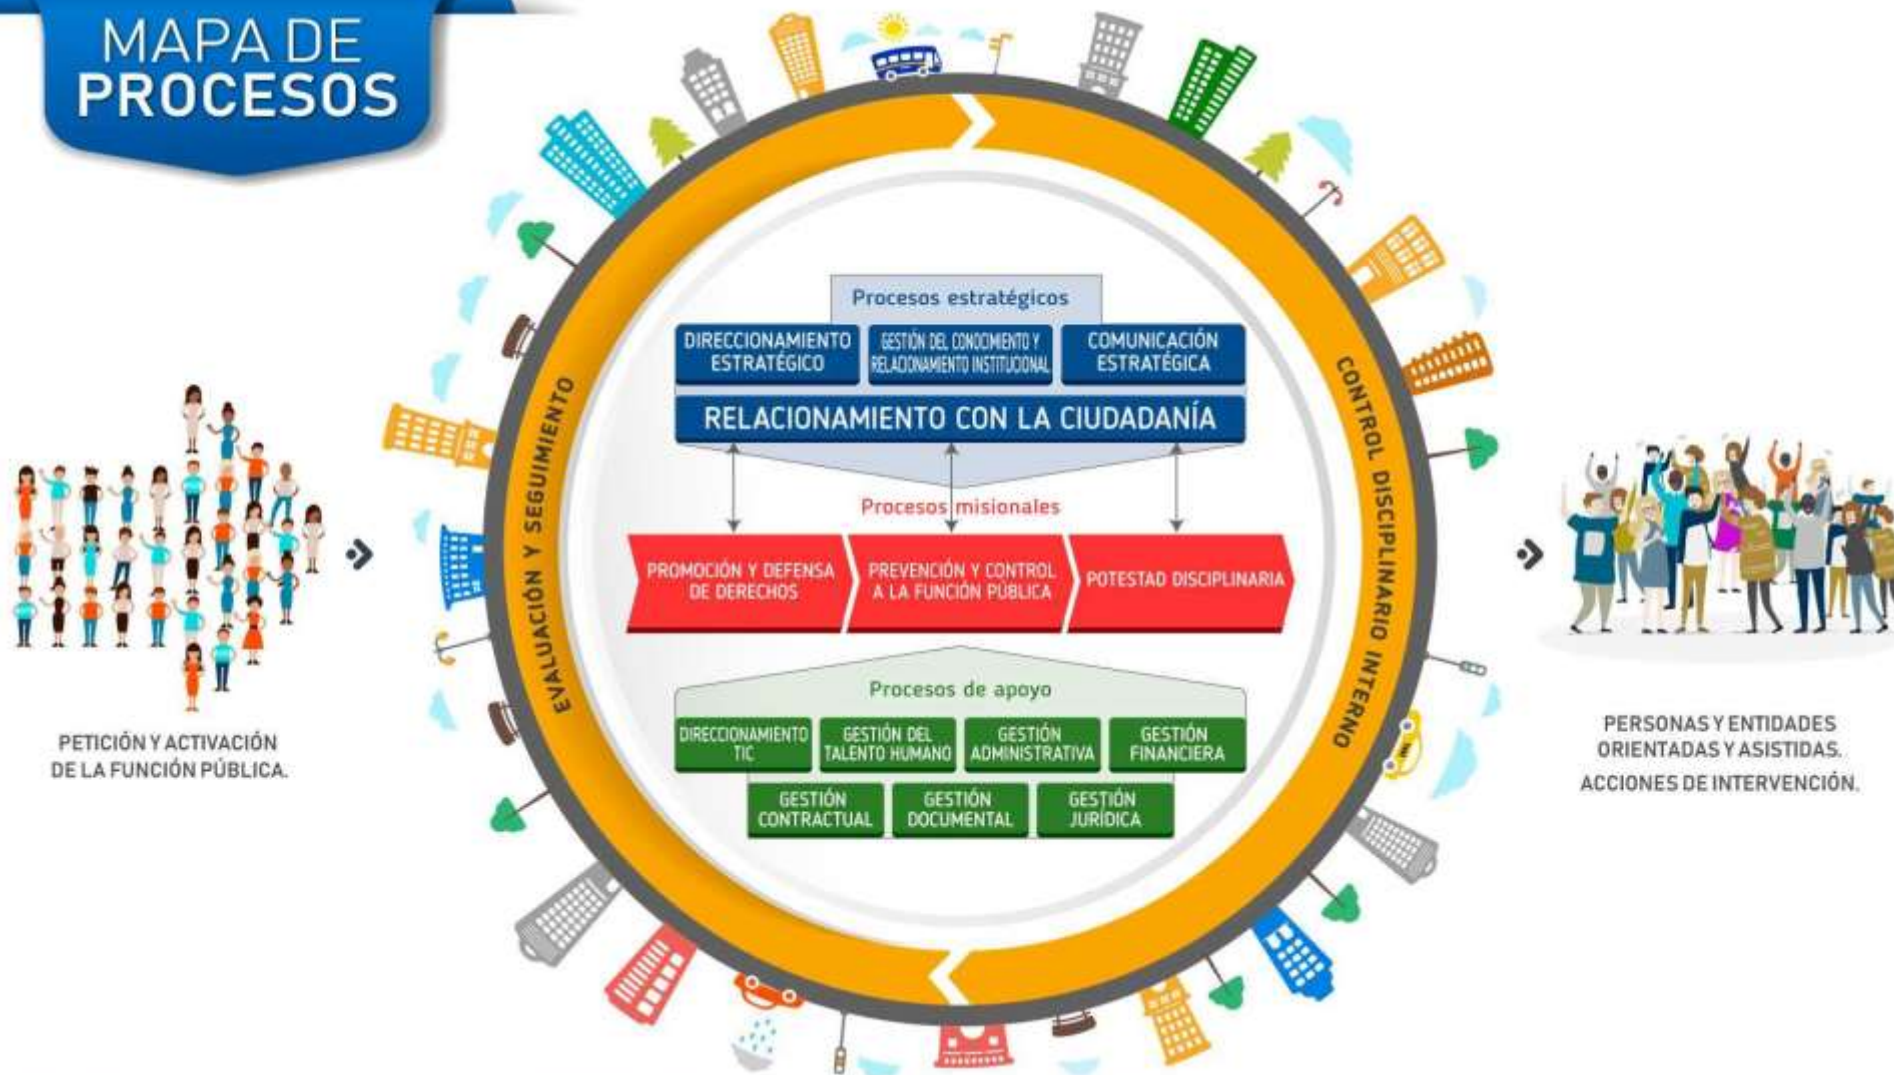 MAPA DE
PROCESOS
PETICIÓN Y ACTIVACIÓN
DE LA FUNCIÓN PÚBLICA.
EVALUACIÓN Y SEGUIMIENTO
Procesos estratégicos
DIRECCIONAMIENTO
ESTRATÉGICO
GESTIÓN DEL CONOCIMIENTO Y
RELACIONAMIENTO INSTITUCIONAL
COMUNICACIÓN
ESTRATÉGICA
RELACIONAMIENTO CON LA CIUDADANÍA
Procesos misionales
PROMOCIÓN Y DEFENSA
DE DERECHOS
PREVENCIÓN Y CONTROL
A LA FUNCIÓN PÚBLICA
POTESTAD DISCIPLINARIA
Procesos de apoyo
DIRECCIONAMIENTO
TIC
GESTIÓN DEL
TALENTO HUMANO
GESTIÓN
ADMINISTRATIVA
GESTIÓN
FINANCIERA
GESTIÓN
CONTRACTUAL
GESTIÓN
DOCUMENTAL
GESTIÓN
JURÍDICA
CONTROL DISCIPLINARIO INTERNO
PERSONAS Y ENTIDADES
ORIENTADAS Y ASISTIDAS.
ACCIONES DE INTERVENCIÓN.